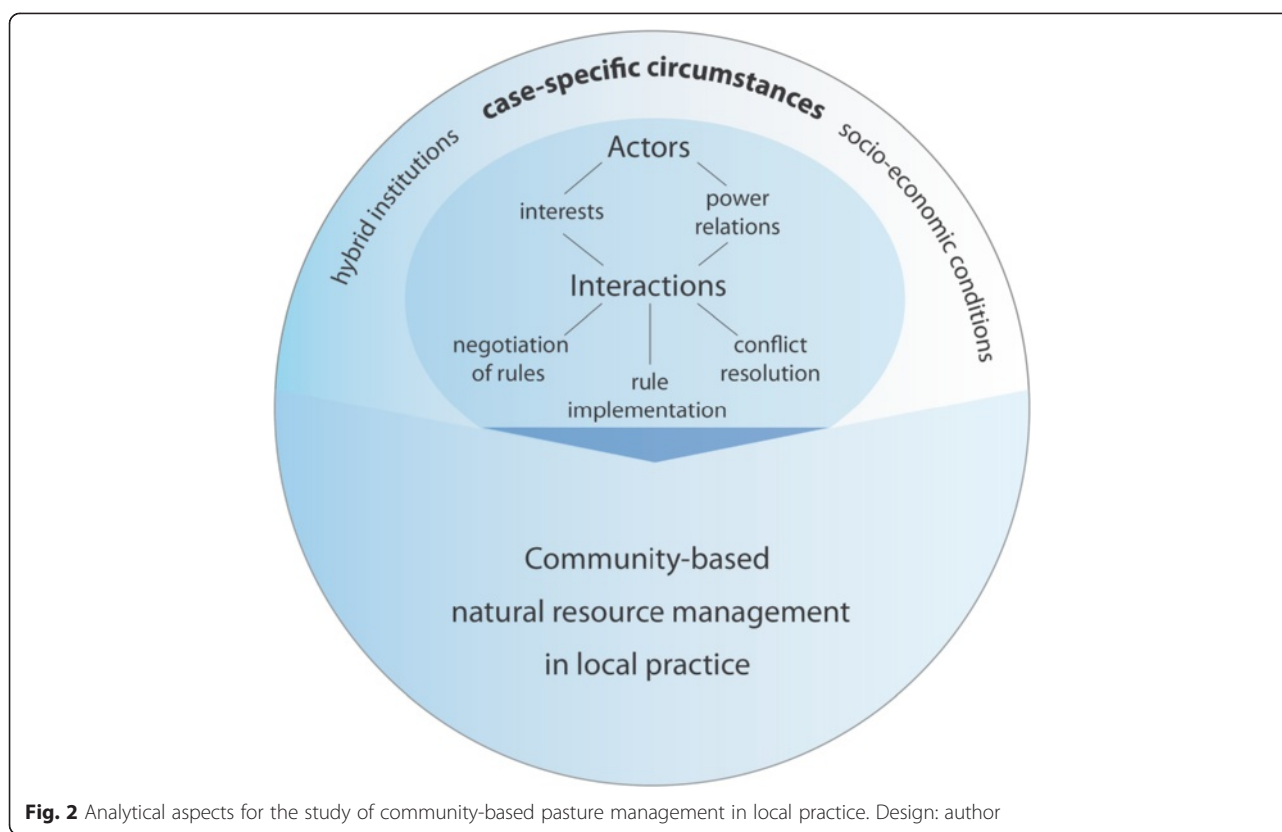 case-specific circumstances
hybrid institutions
socio-economic conditions
Actors
interests
power
relations
Interactions
negotiation
of rules
rule
implementation
conflict
resolution
Community-based
natural resource management
in local practice
Fig. 2 Analytical aspects for the study of community-based pasture management in local practice. Design: author